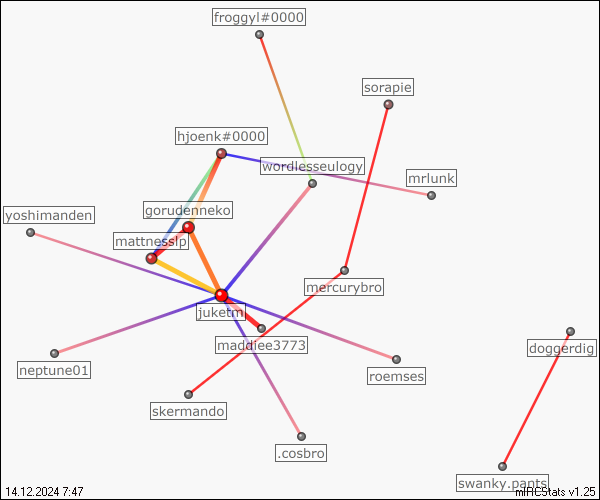 froggyl#0000
sorapie
hjoenk#0000
wordlesseulogy
mrlunk
yoshimanden
gorudenneko
mattnesslp
mercurybro
juketm
maddiee3773
doggerdig
neptune01
roemses
skermando
.cosbro
swanky.pants
14.12.2024 7:47
mIRCStats v1.25